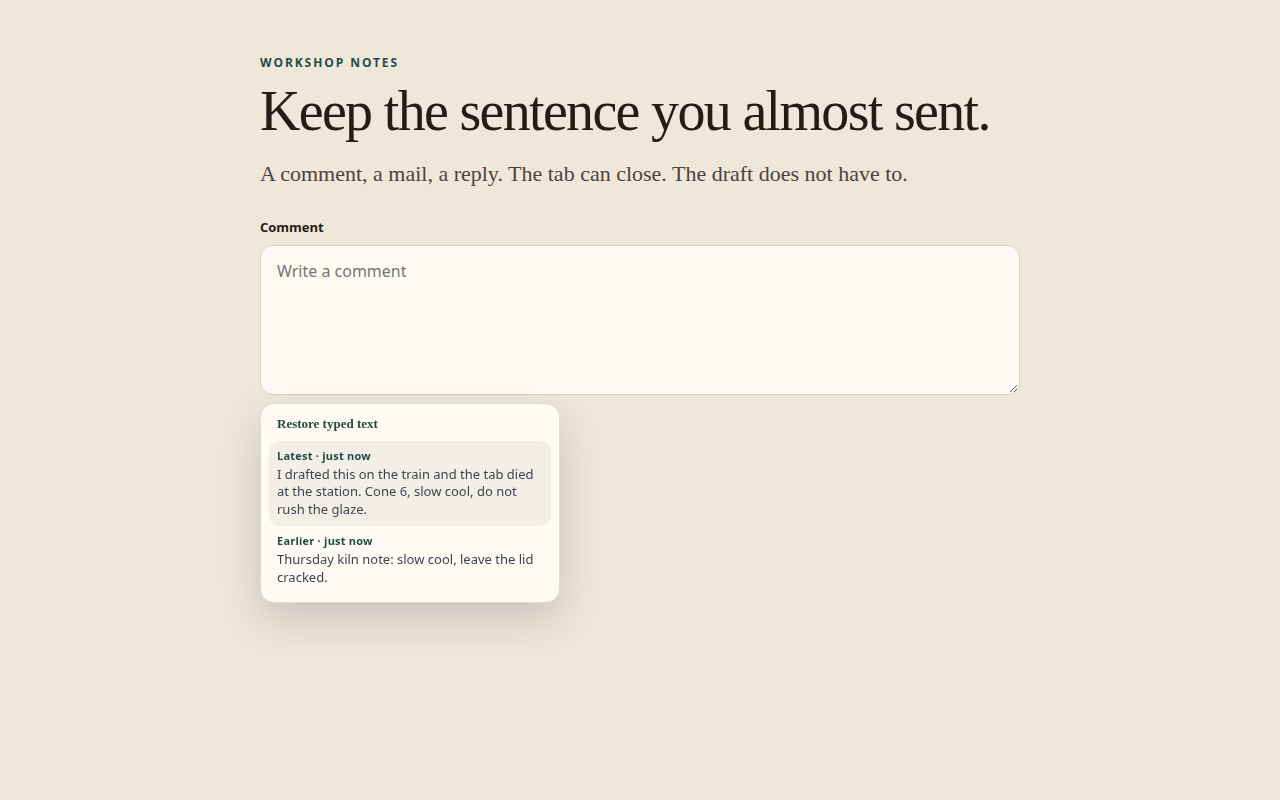 WORKSHOP NOTES
Keep the sentence you almost sent.
A comment, a mail, a reply. The tab can close. The draft does not have to.
Comment
Write a comment
Restore typed text
Latest · just now
I drafted this on the train and the tab died
at the station. Cone 6, slow cool, do not
rush the glaze.
Earlier · just now
Thursday kiln note: slow cool, leave the lid
cracked.